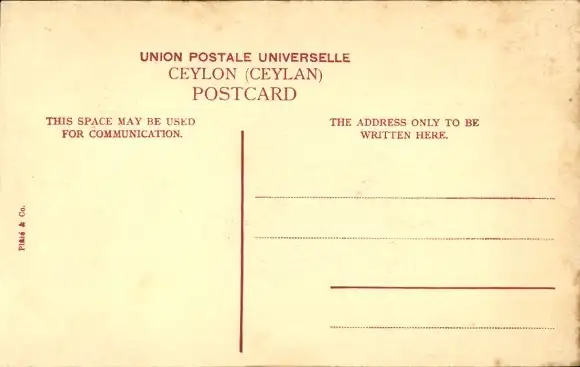 UNION POSTALE UNIVERSELLE
CEYLON (CEYLAN)
POSTCARD
THIS SPACE MAY BE USED
FOR COMMUNICATION.
THE ADDRESS ONLY TO BE
WRITTEN HERE.
Plâté & Co.